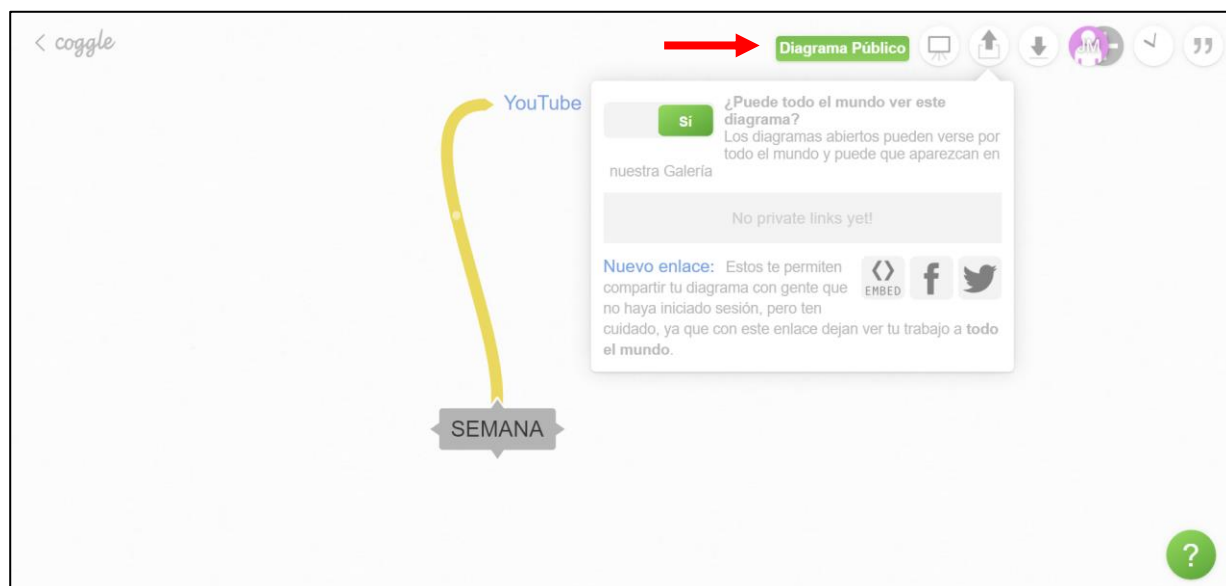 coggle
Diagrama Público
JM
YouTube
Sí
¿Puede todo el mundo ver este
diagrama?
Los diagramas abiertos pueden verse por
todo el mundo y puede que aparezcan en
nuestra Galería
No private links yet!
Nuevo enlace: Estos te permiten
compartir tu diagrama con gente que
no haya iniciado sesión, pero ten
cuidado, ya que con este enlace dejan ver tu trabajo a todo
el mundo.
EMBED
SEMANA
?